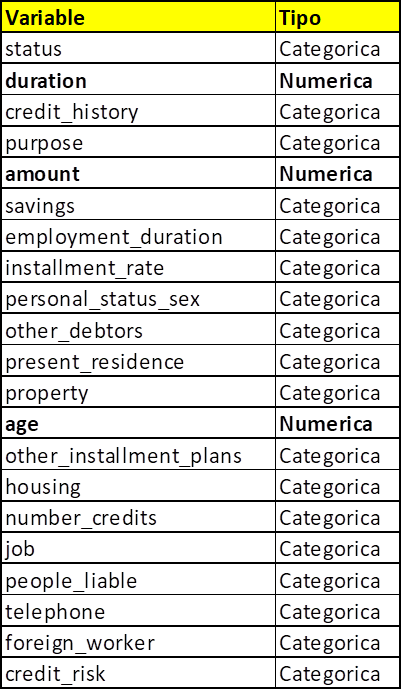 Variable Tipo
status Categorica
duration Numerica
credit_history Categorica
purpose Categorica
amount Numerica
savings Categorica
employment_duration Categorica
installment_rate Categorica
personal_status_sex Categorica
other_debtors Categorica
present_residence Categorica
property Categorica
age Numerica
other_installment_plans Categorica
housing Categorica
number_credits Categorica
job Categorica
people_liable Categorica
telephone Categorica
foreign_worker Categorica
credit_risk Categorica